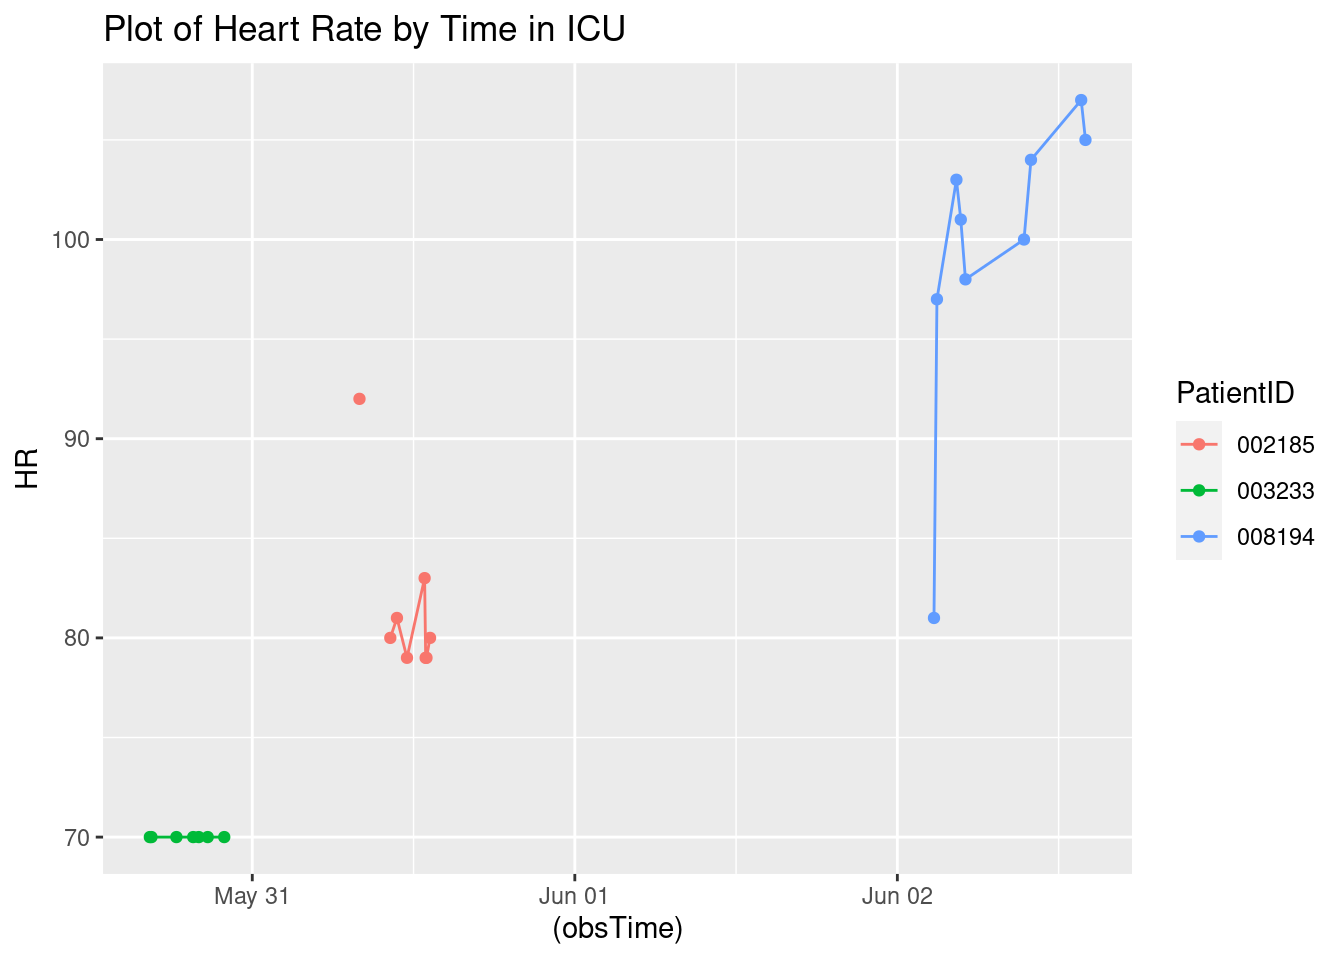 Plot of Heart Rate by Time in ICU
HR
100
90
80
70
May 31
Jun 01
Jun 02
(obsTime)
PatientID
002185
003233
008194